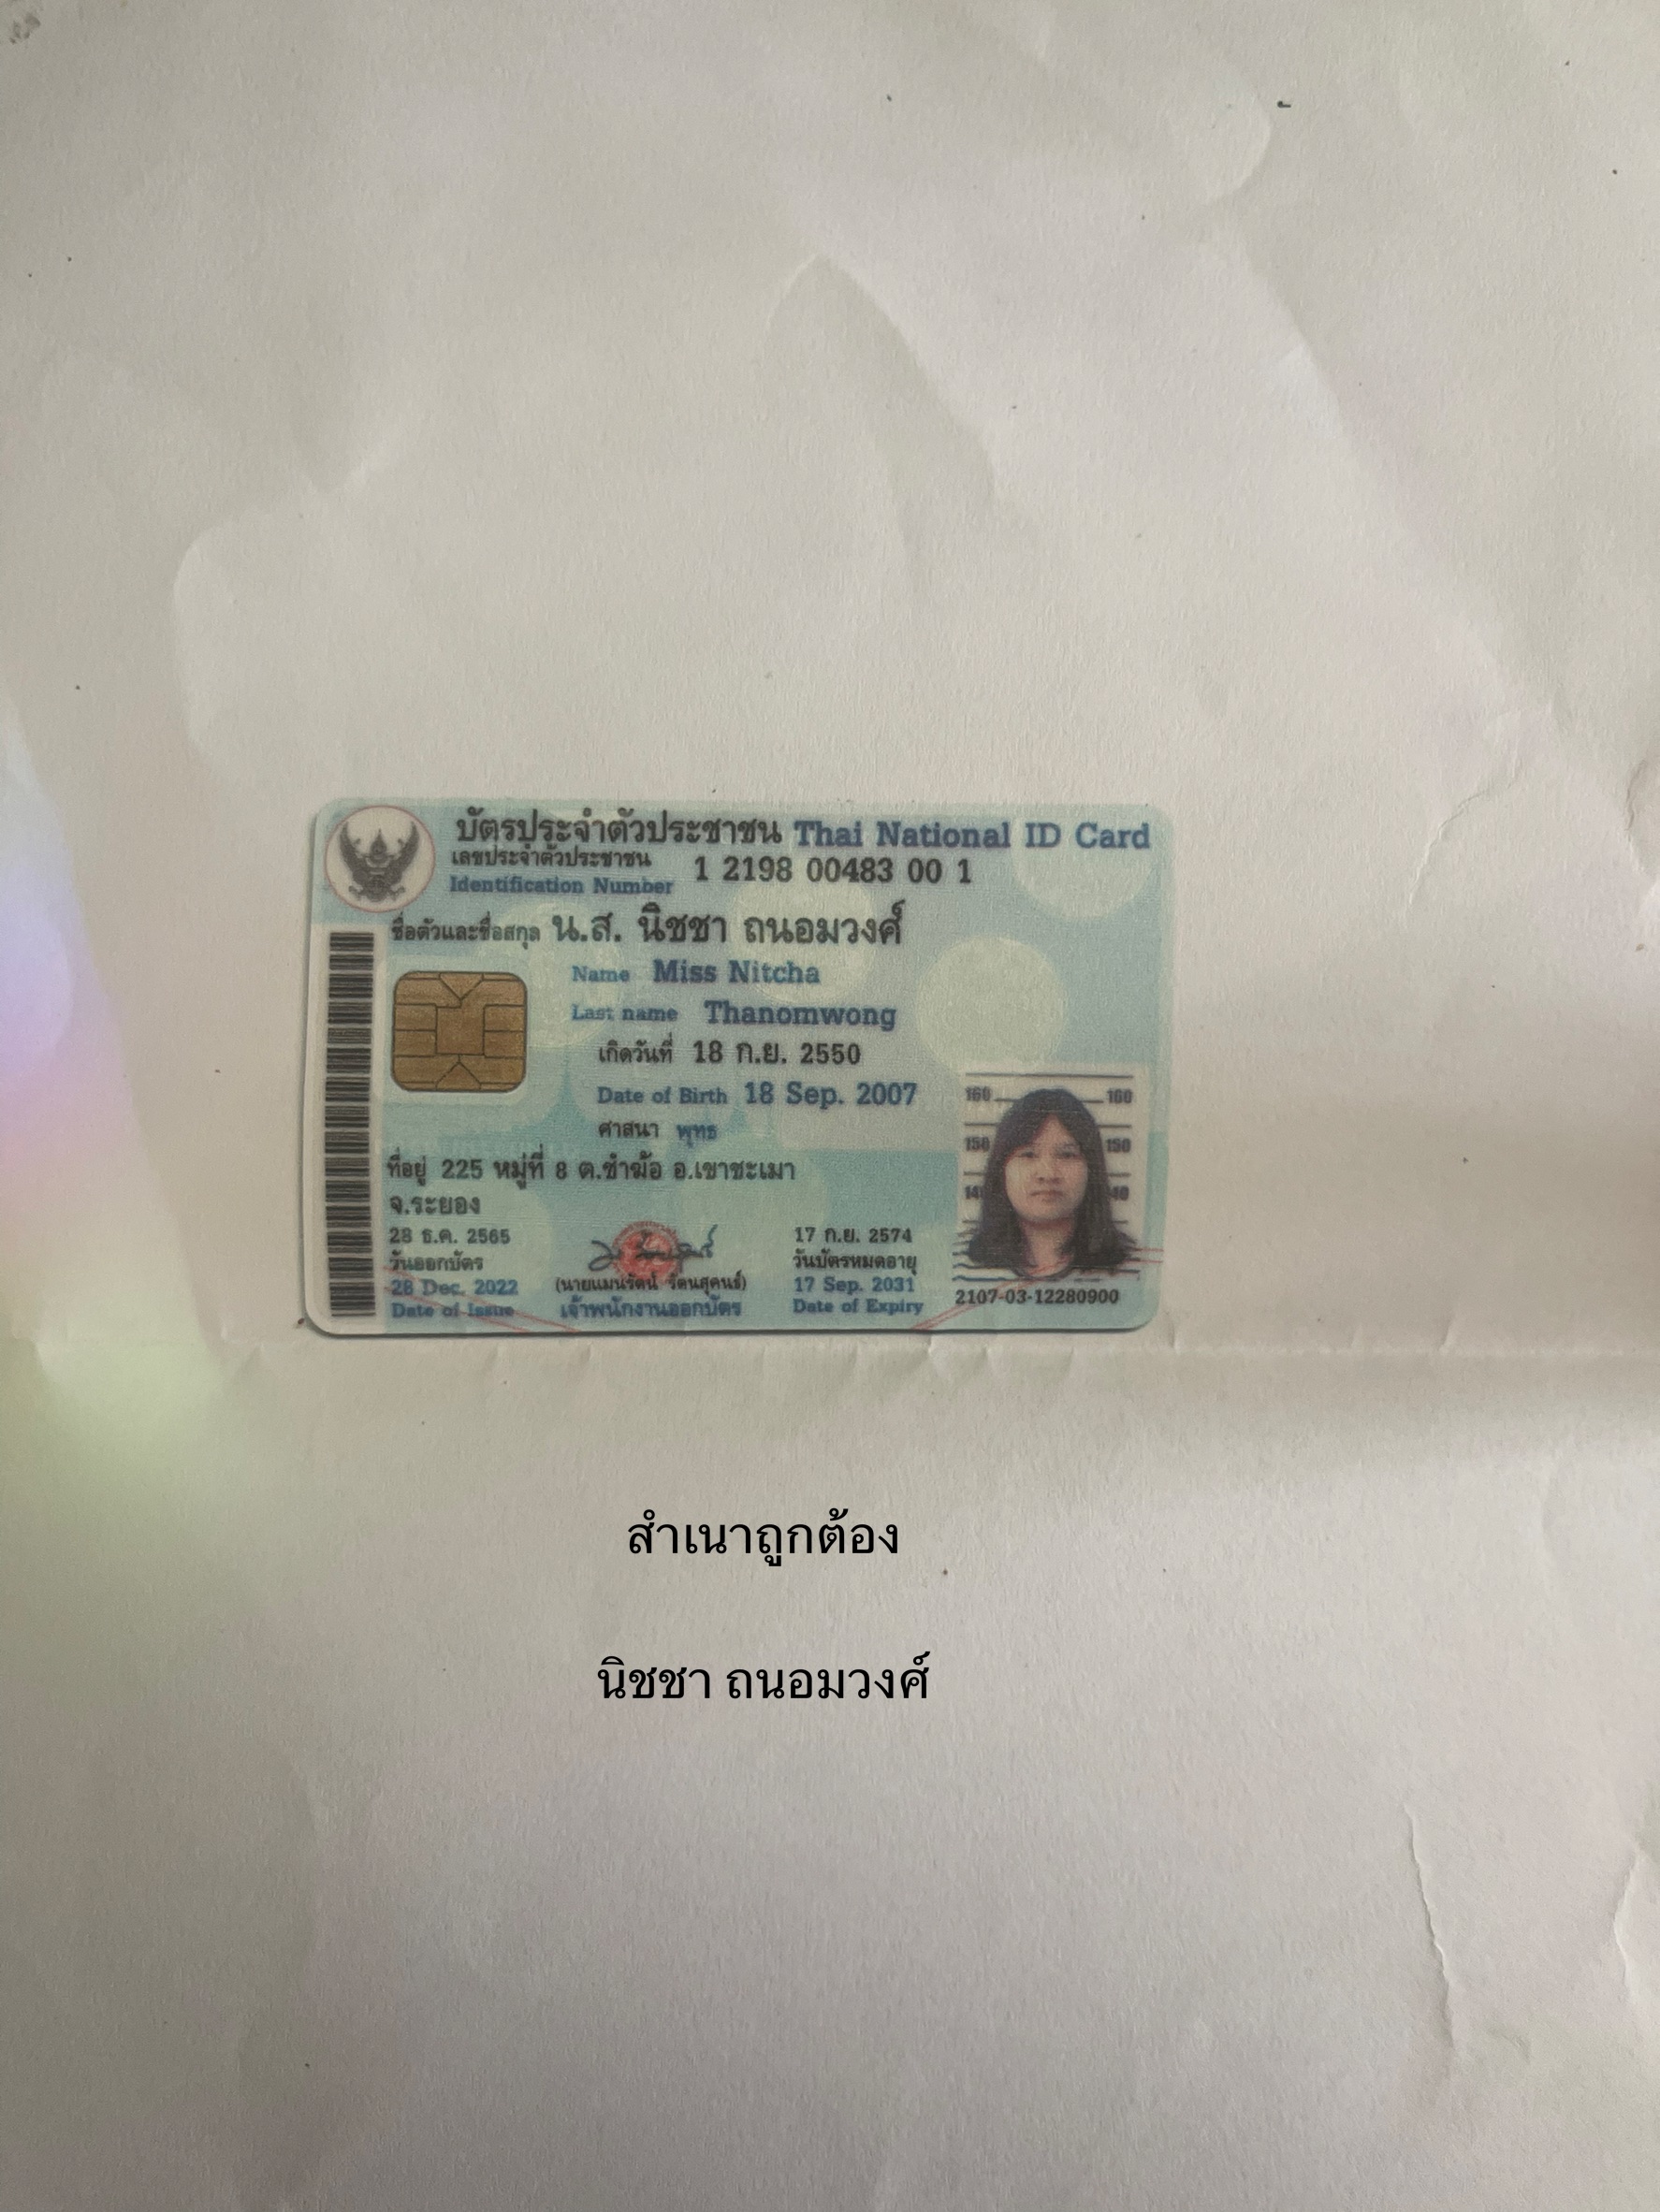 บัตรประจำตัวประชาชน Thai National ID Card
เลขประจำตัวประชาชน
Identification Number 1 2198 00483 00 1
ชื่อตัวและชื่อสกุล น.ส. นิชชา ถนอมวงศ์
Name Miss Nitcha
Last name Thanomwong
เกิดวันที่ 18 ก.ย. 2550
Date of Birth 18 Sep. 2007
ศาสนา พุทธ
ที่อยู่ 225 หมู่ที่ 8 ต.ชำฆ้อ อ.เขาชะเมา
จ.ระยอง
28 ธ.ค. 2565
วันออกบัตร
28 Dec. 2022
Date of Issue
(นายแมนรัตน์ รัตนสุคนธ์)
เจ้าพนักงานออกบัตร
17 ก.ย. 2574
วันบัตรหมดอายุ
17 Sep. 2031
Date of Expiry
160 160
150 150
2107-03-12280900
สำเนาถูกต้อง
นิชชา ถนอมวงศ์